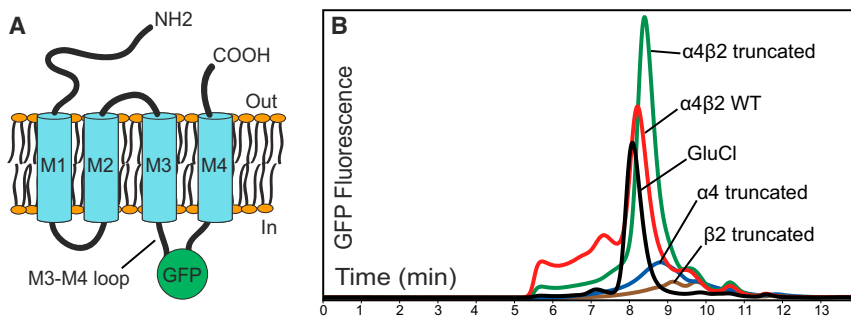 A
NH2
COOH
Out
M1
M2
M3
M4
In
M3-M4 loop
GFP
B
GFP Fluorescence
α4β2 truncated
α4β2 WT
GluCl
α4 truncated
β2 truncated
Time (min)
0 1 2 3 4 5 6 7 8 9 10 11 12 13